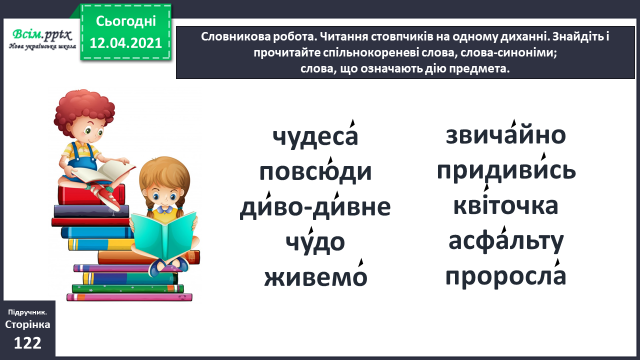 Всім.pptx
Нова українська школа
Сьогодні
12.04.2021
Словникова робота. Читання стовпчиків на одному диханні. Знайдіть і
прочитайте спільнокореневі слова, слова-синоніми;
слова, що означають дію предмета.
чудеса́
повсю́ди
ди́во-ди́вне
чу́до
живемо́
звича́йно
придиви́сь
кві́точка
асфа́льту
проросла́
Підручник.
Сторінка
122